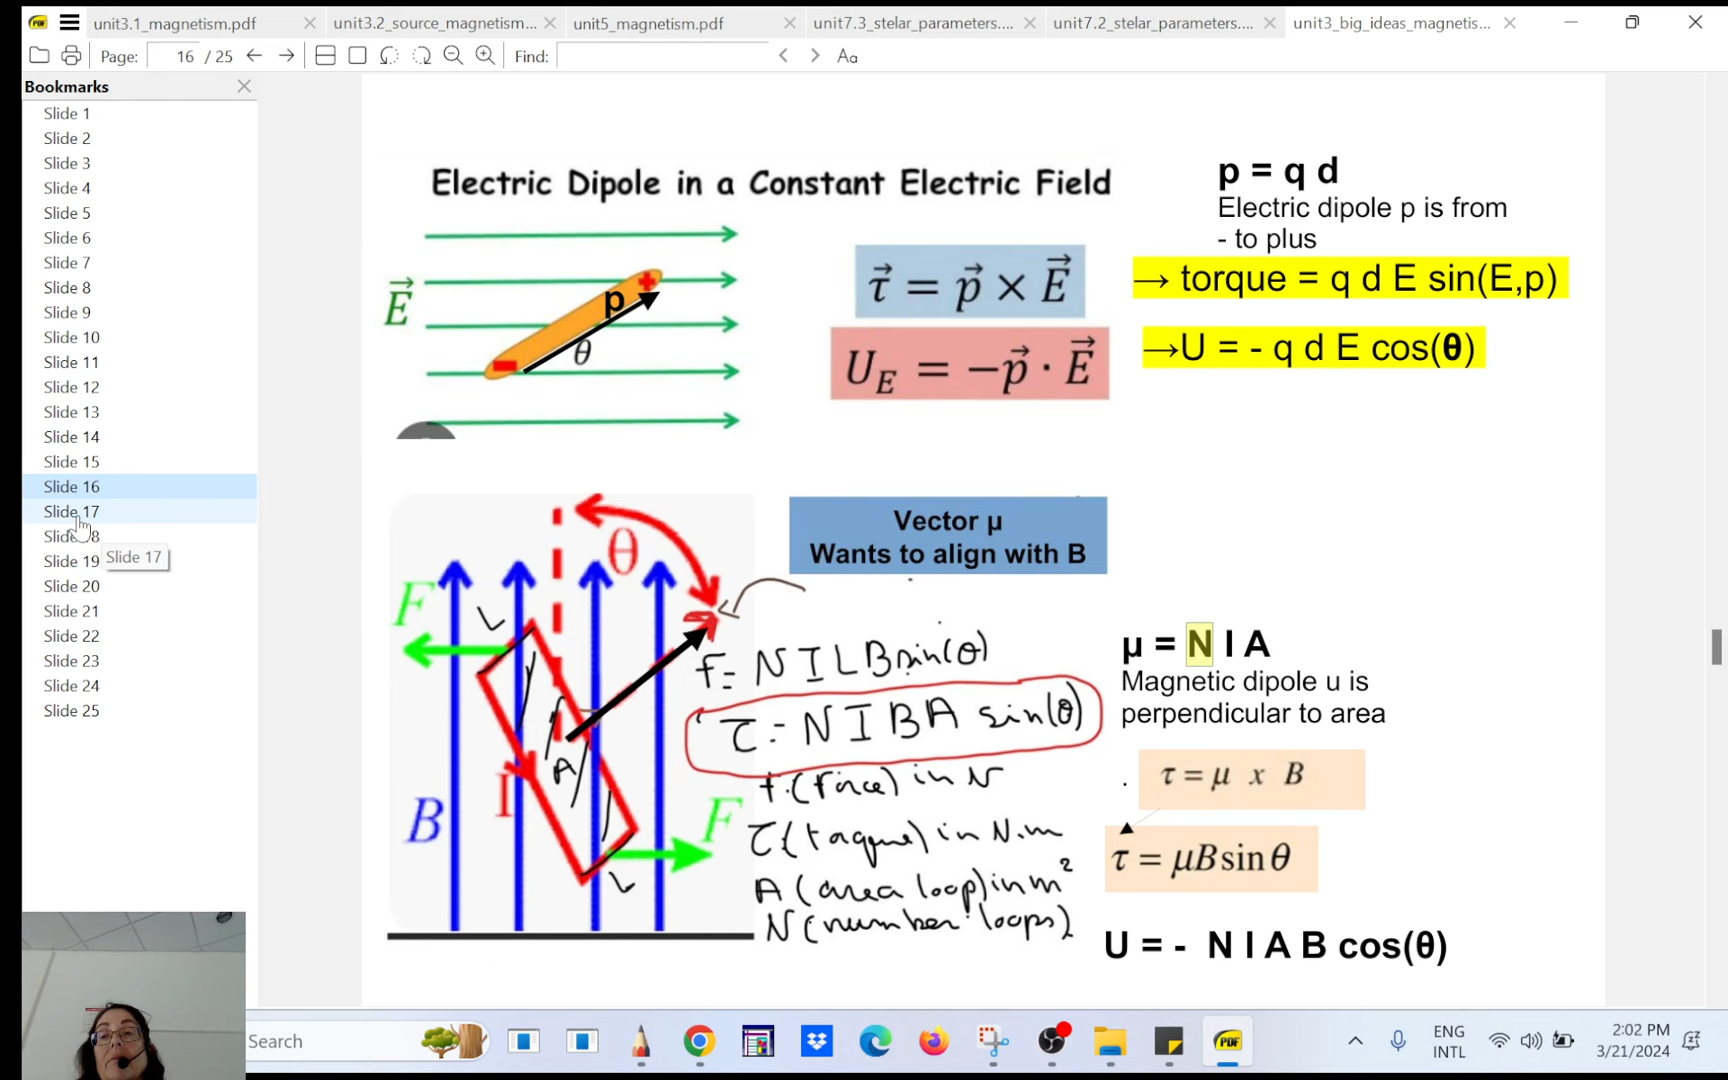 unit3.1_magnetism.pdf
unit3.2_source_magnetism...
unit5_magnetism.pdf
unit7.3_stelar_parameters....
unit7.2_stelar_parameters....
unit3_big_ideas_magnetis...
Page: 16 / 25
Find:
Aa
Bookmarks
Slide 1
Slide 2
Slide 3
Slide 4
Slide 5
Slide 6
Slide 7
Slide 8
Slide 9
Slide 10
Slide 11
Slide 12
Slide 13
Slide 14
Slide 15
Slide 16
Slide 17
Slide 17
Slide 19
Slide 20
Slide 21
Slide 22
Slide 23
Slide 24
Slide 25
Electric Dipole in a Constant Electric Field
E
p
θ
τ = p × E
U_E = −p · E
p = q d
Electric dipole p is from
- to plus
→ torque = q d E sin(E,p)
→U = - q d E cos(θ)
θ
F
L
A
I
B
F
L
Vector μ
Wants to align with B
F = N I L B sin(θ)
τ = N I B A sin(θ)
f (force) in N
τ (torque) in N.m
A (area loop) in m²
N (number loops)
μ = N I A
Magnetic dipole u is
perpendicular to area
τ = μ x B
τ = μB sin θ
U = - N I A B cos(θ)
Search
PDF
ENG
INTL
2:02 PM
3/21/2024